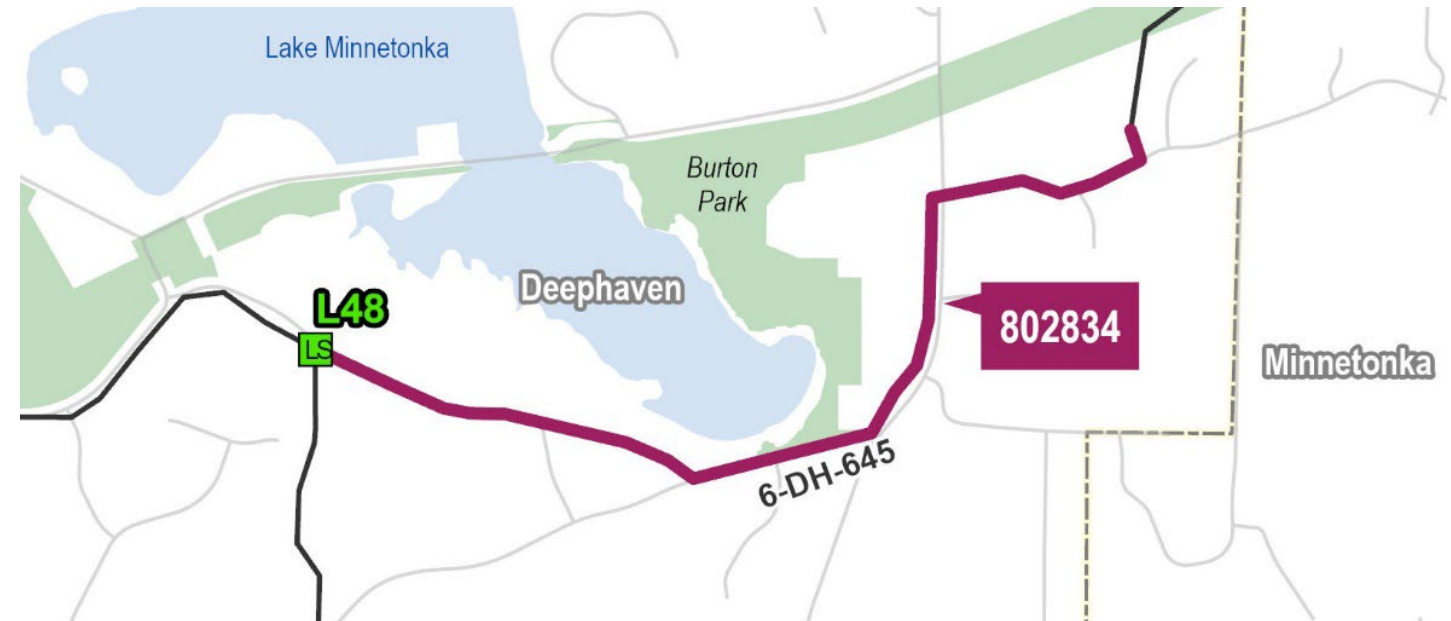 Lake Minnetonka
Burton
Park
Deephaven
L48
LS
802834
Minnetonka
6-DH-645